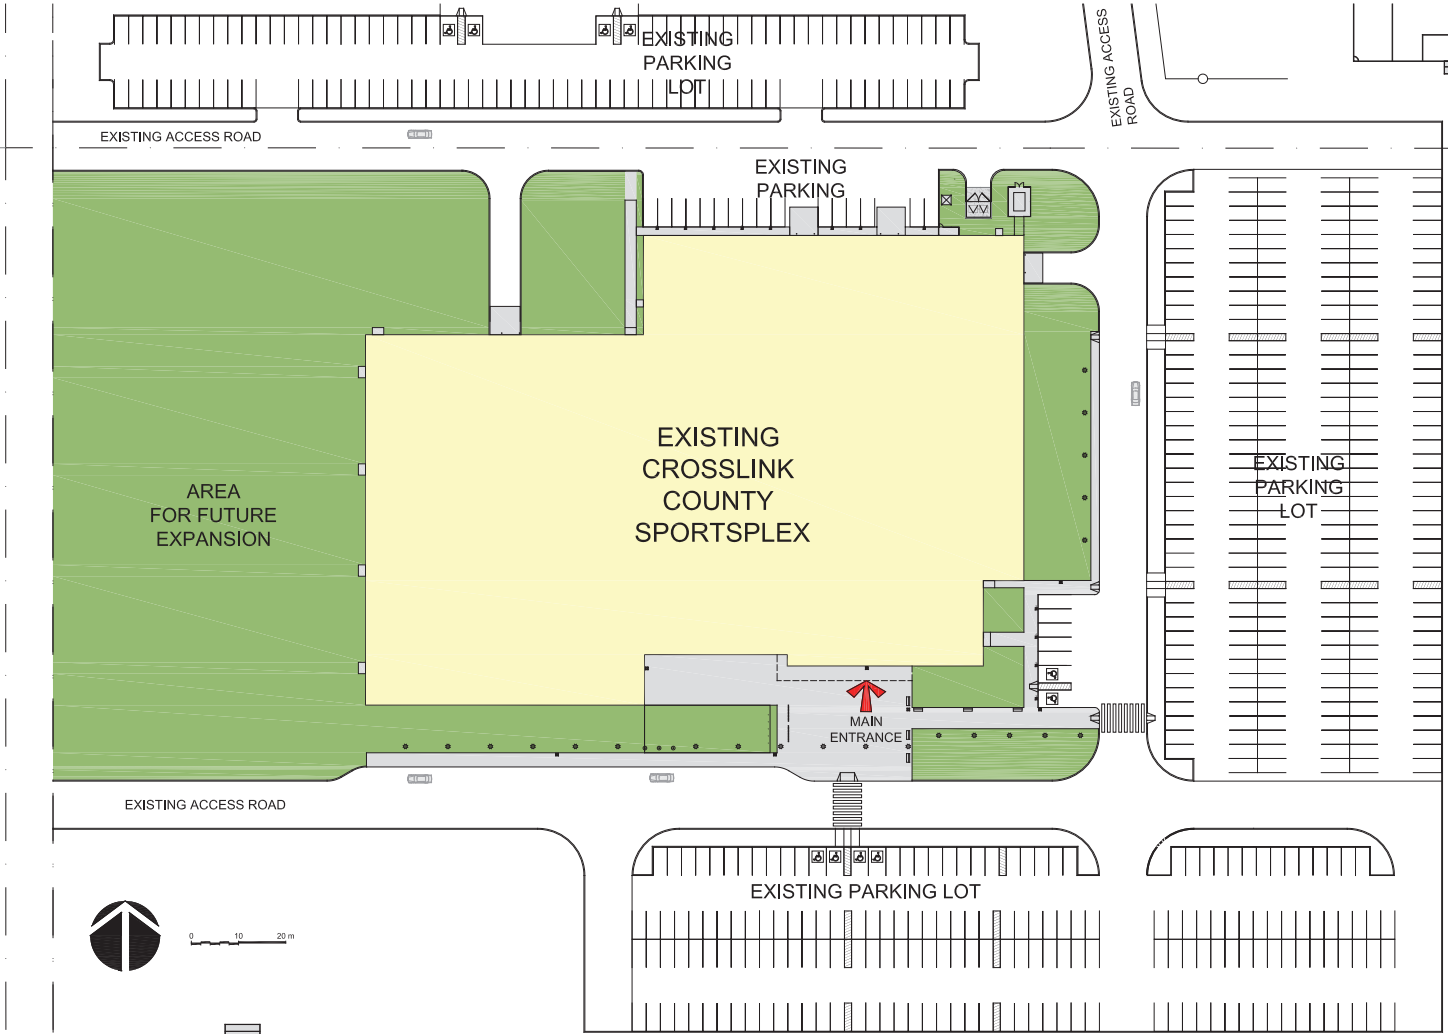 EXISTING
PARKING
LOT
EXISTING ACCESS
ROAD
E
EXISTING ACCESS ROAD
EXISTING
PARKING
EXISTING
CROSSLINK
COUNTY
SPORTSPLEX
AREA
FOR FUTURE
EXPANSION
EXISTING
PARKING
LOT
MAIN
ENTRANCE
EXISTING ACCESS ROAD
EXISTING PARKING LOT
0 10 20 m